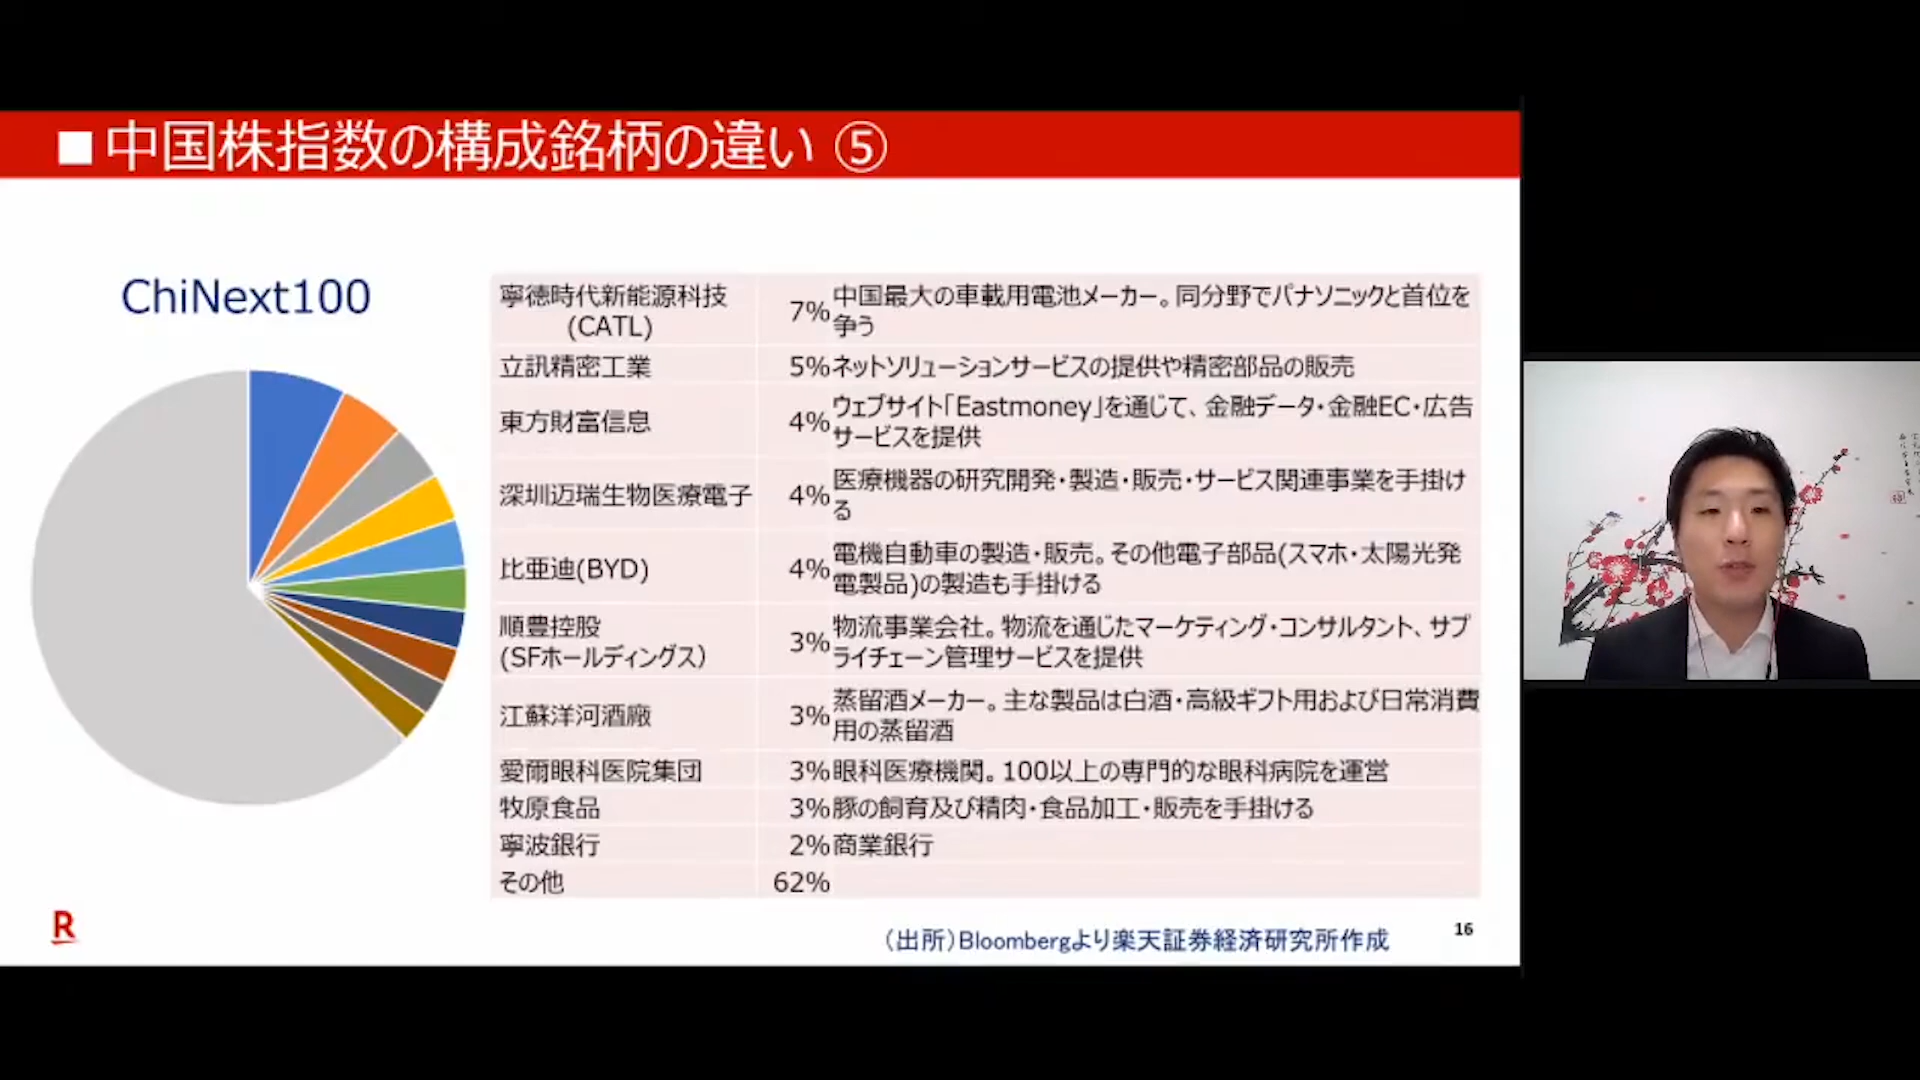 ■中国株指数の構成銘柄の違い ⑤
ChiNext100
寧徳時代新能源科技
(CATL)
7%
中国最大の車載用電池メーカー。同分野でパナソニックと首位を
争う
立訊精密工業
5%
ネットソリューションサービスの提供や精密部品の販売
東方財富信息
4%
ウェブサイト「Eastmoney」を通じて、金融データ・金融EC・広告
サービスを提供
深圳迈瑞生物医療電子
4%
医療機器の研究開発・製造・販売・サービス関連事業を手掛け
る
比亜迪(BYD)
4%
電機自動車の製造・販売。その他電子部品(スマホ・太陽光発
電製品)の製造も手掛ける
順豊控股
(SFホールディングス)
3%
物流事業会社。物流を通じたマーケティング・コンサルタント、サプ
ライチェーン管理サービスを提供
江蘇洋河酒廠
3%
蒸留酒メーカー。主な製品は白酒・高級ギフト用および日常消費
用の蒸留酒
愛爾眼科医院集団
3%
眼科医療機関。100以上の専門的な眼科病院を運営
牧原食品
3%
豚の飼育及び精肉・食品加工・販売を手掛ける
寧波銀行
2%
商業銀行
その他
62%
R
（出所）Bloombergより楽天証券経済研究所作成
16